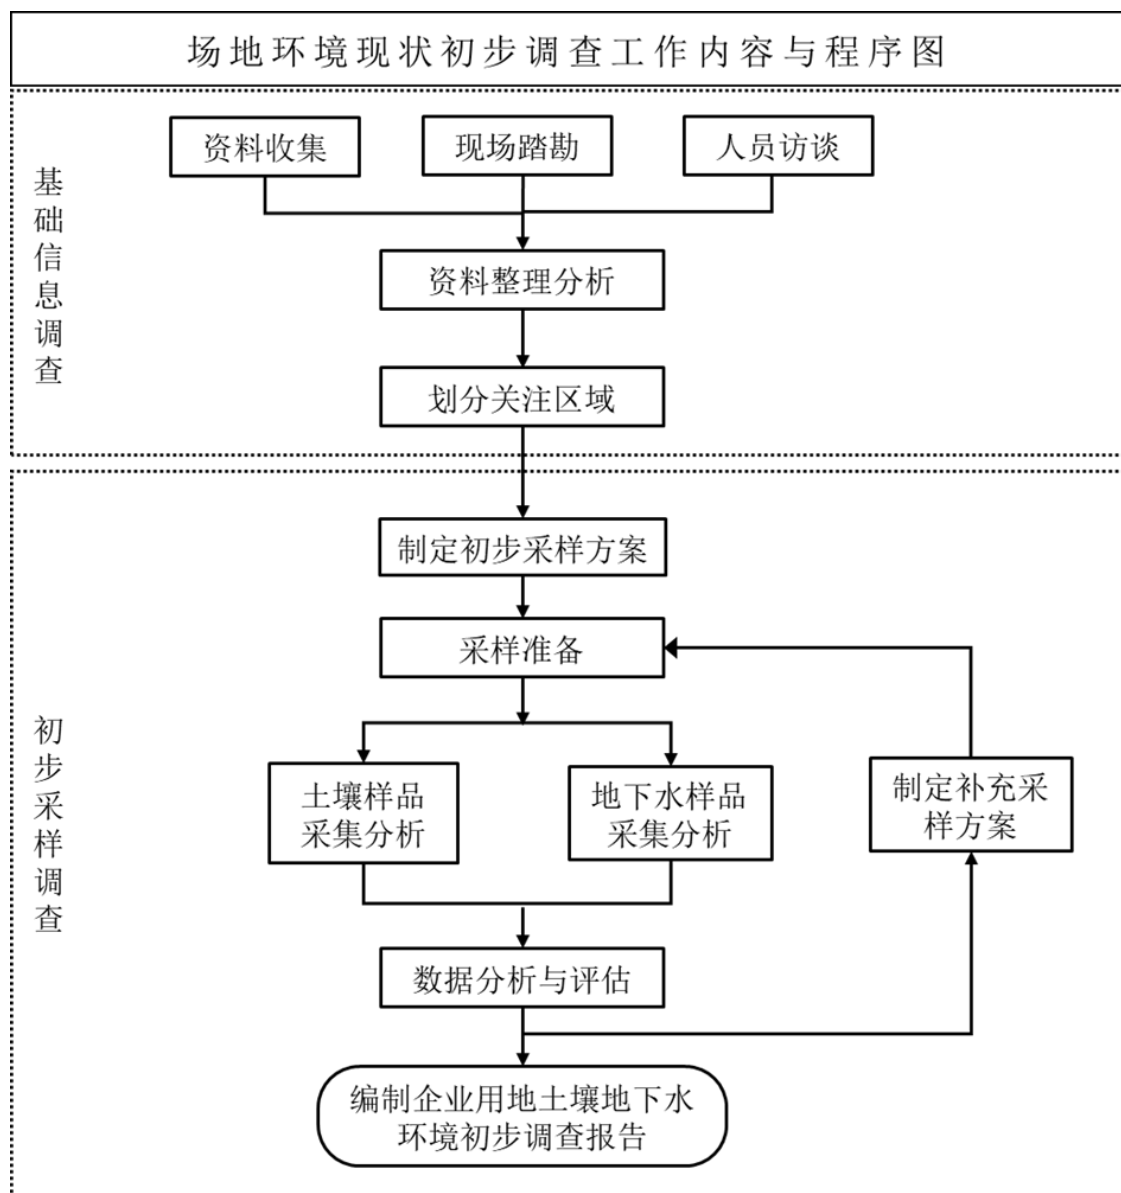 场地环境现状初步调查工作内容与程序图
基础信息调查
资料收集
现场踏勘
人员访谈
资料整理分析
划分关注区域
初步采样调查
制定初步采样方案
采样准备
土壤样品
采集分析
地下水样品
采集分析
制定补充采
样方案
数据分析与评估
编制企业用地土壤地下水
环境初步调查报告